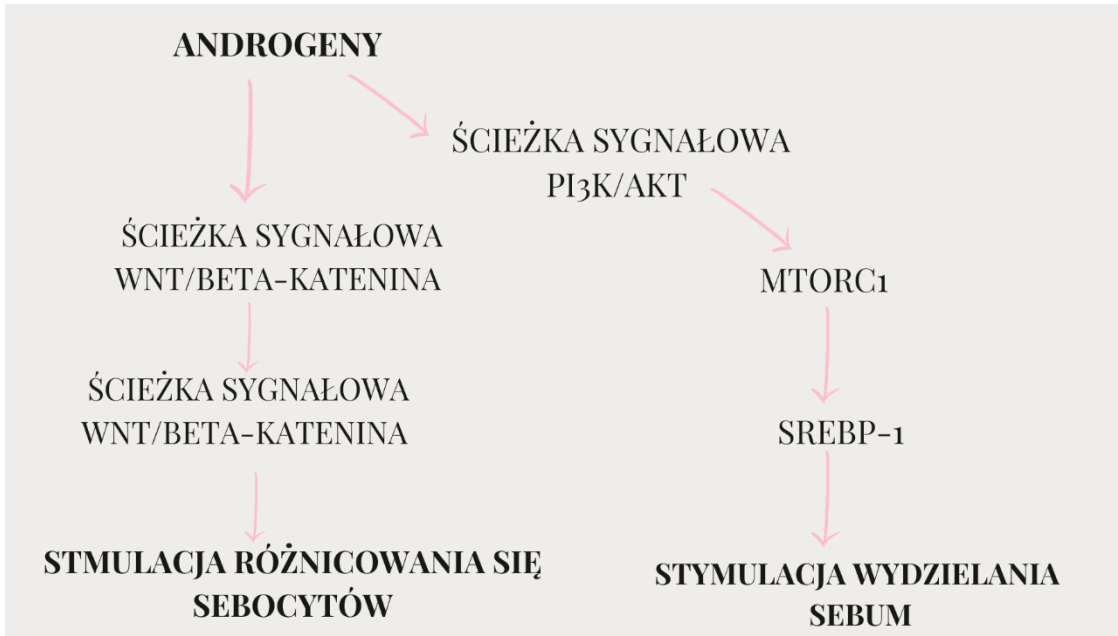 ANDROGENY
ŚCIEŻKA SYGNAŁOWA
PI3K/AKT
ŚCIEŻKA SYGNAŁOWA
WNT/BETA-KATENINA
MTORC1
ŚCIEŻKA SYGNAŁOWA
WNT/BETA-KATENINA
SREBP-1
STMULACJA RÓŻNICOWANIA SIĘ
SEBOCYTÓW
STYMULACJA WYDZIELANIA
SEBUM